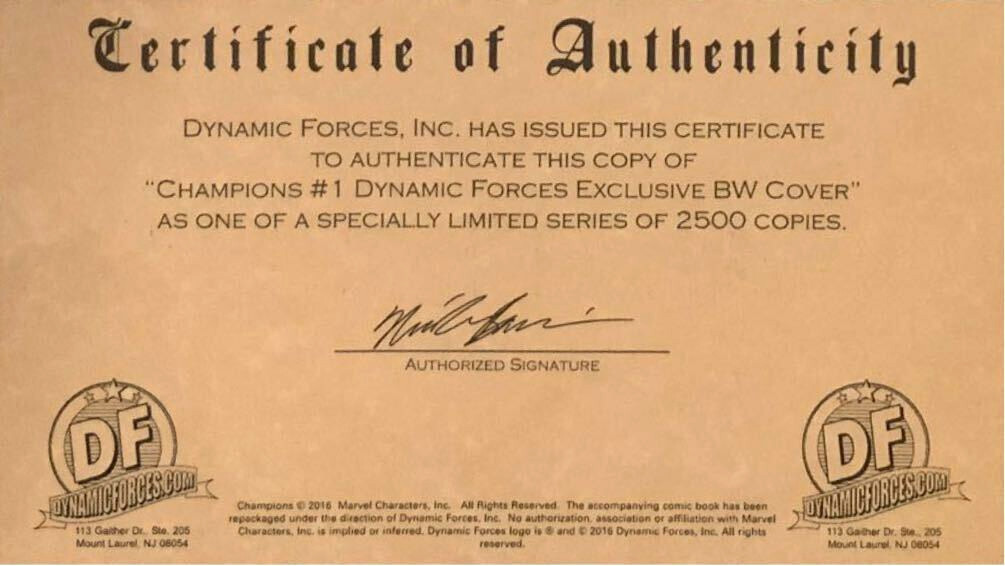 Certificate of Authenticity
DYNAMIC FORCES, INC. HAS ISSUED THIS CERTIFICATE
TO AUTHENTICATE THIS COPY OF
"CHAMPIONS #1 DYNAMIC FORCES EXCLUSIVE BW COVER"
AS ONE OF A SPECIALLY LIMITED SERIES OF 2500 COPIES.
AUTHORIZED SIGNATURE
DF
DYNAMICFORCES.COM
113 Gaither Dr., Ste. 205
Mount Laurel, NJ 08054
Champions © 2016 Marvel Characters, Inc. All Rights Reserved. The accompanying comic book has been
repackaged under the direction of Dynamic Forces, Inc. No authorization, association or affiliation with Marvel
Characters, Inc. is implied or inferred. Dynamic Forces logo is ® and © 2016 Dynamic Forces, Inc. All rights
reserved.
DF
DYNAMICFORCES.COM
113 Gaither Dr., Ste., 205
Mount Laurel, NJ 08054